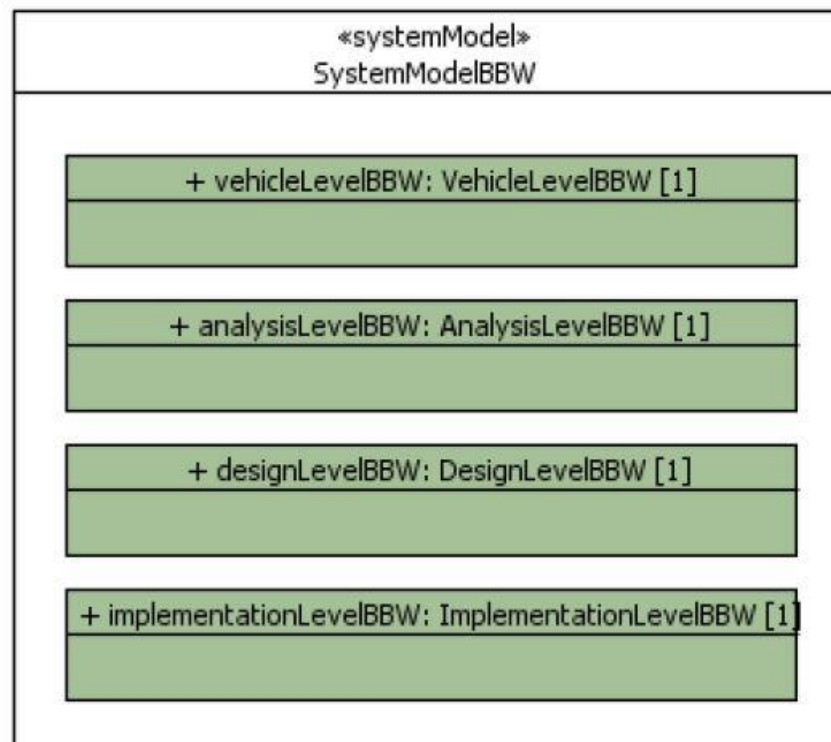 «systemModel»
SystemModelBBW
+ vehicleLevelBBW: VehicleLevelBBW [1]
+ analysisLevelBBW: AnalysisLevelBBW [1]
+ designLevelBBW: DesignLevelBBW [1]
+ implementationLevelBBW: ImplementationLevelBBW [1]